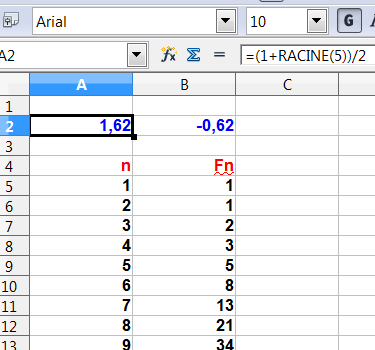 Arial 10 G
A2 =(1+RACINE(5))/2
A B C
1
2 1,62 -0,62
3
4 n Fn
5 1 1
6 2 1
7 3 2
8 4 3
9 5 5
10 6 8
11 7 13
12 8 21
13 9 34